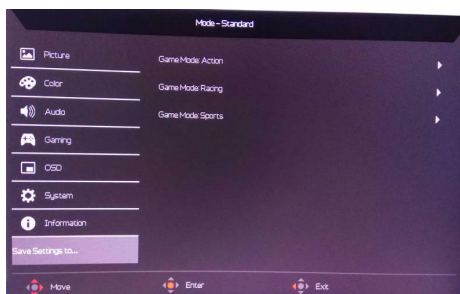 Mode-Standard
Picture
Color
Audio
Gaming
OSD
System
Information
Save Settings to...
Game Mode: Action
Game Mode: Racing
Game Mode: Sports
Move
Enter
Exit